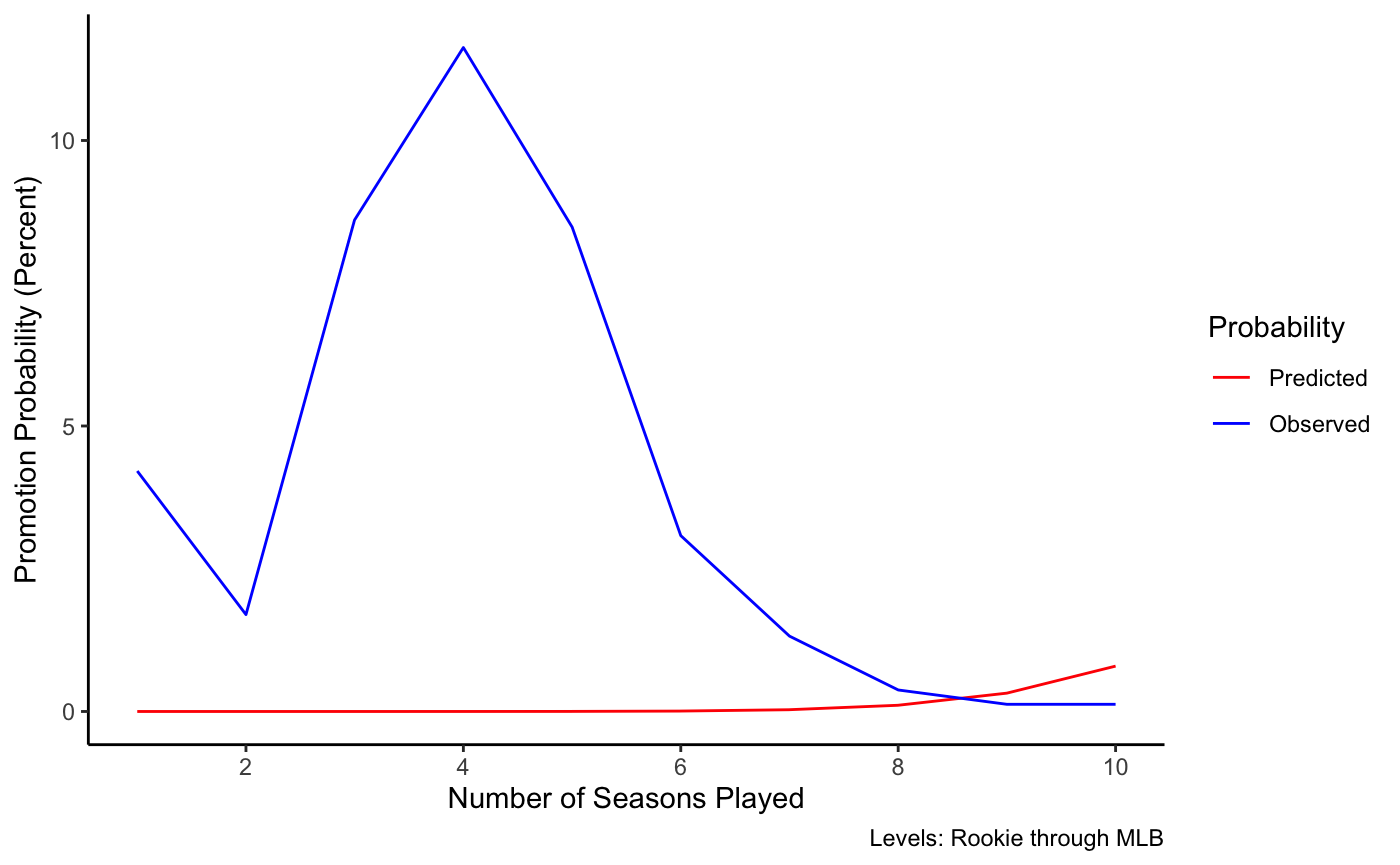 Promotion Probability (Percent)
10
5
0
2 4 6 8 10
Number of Seasons Played
Levels: Rookie through MLB
Probability
Predicted
Observed